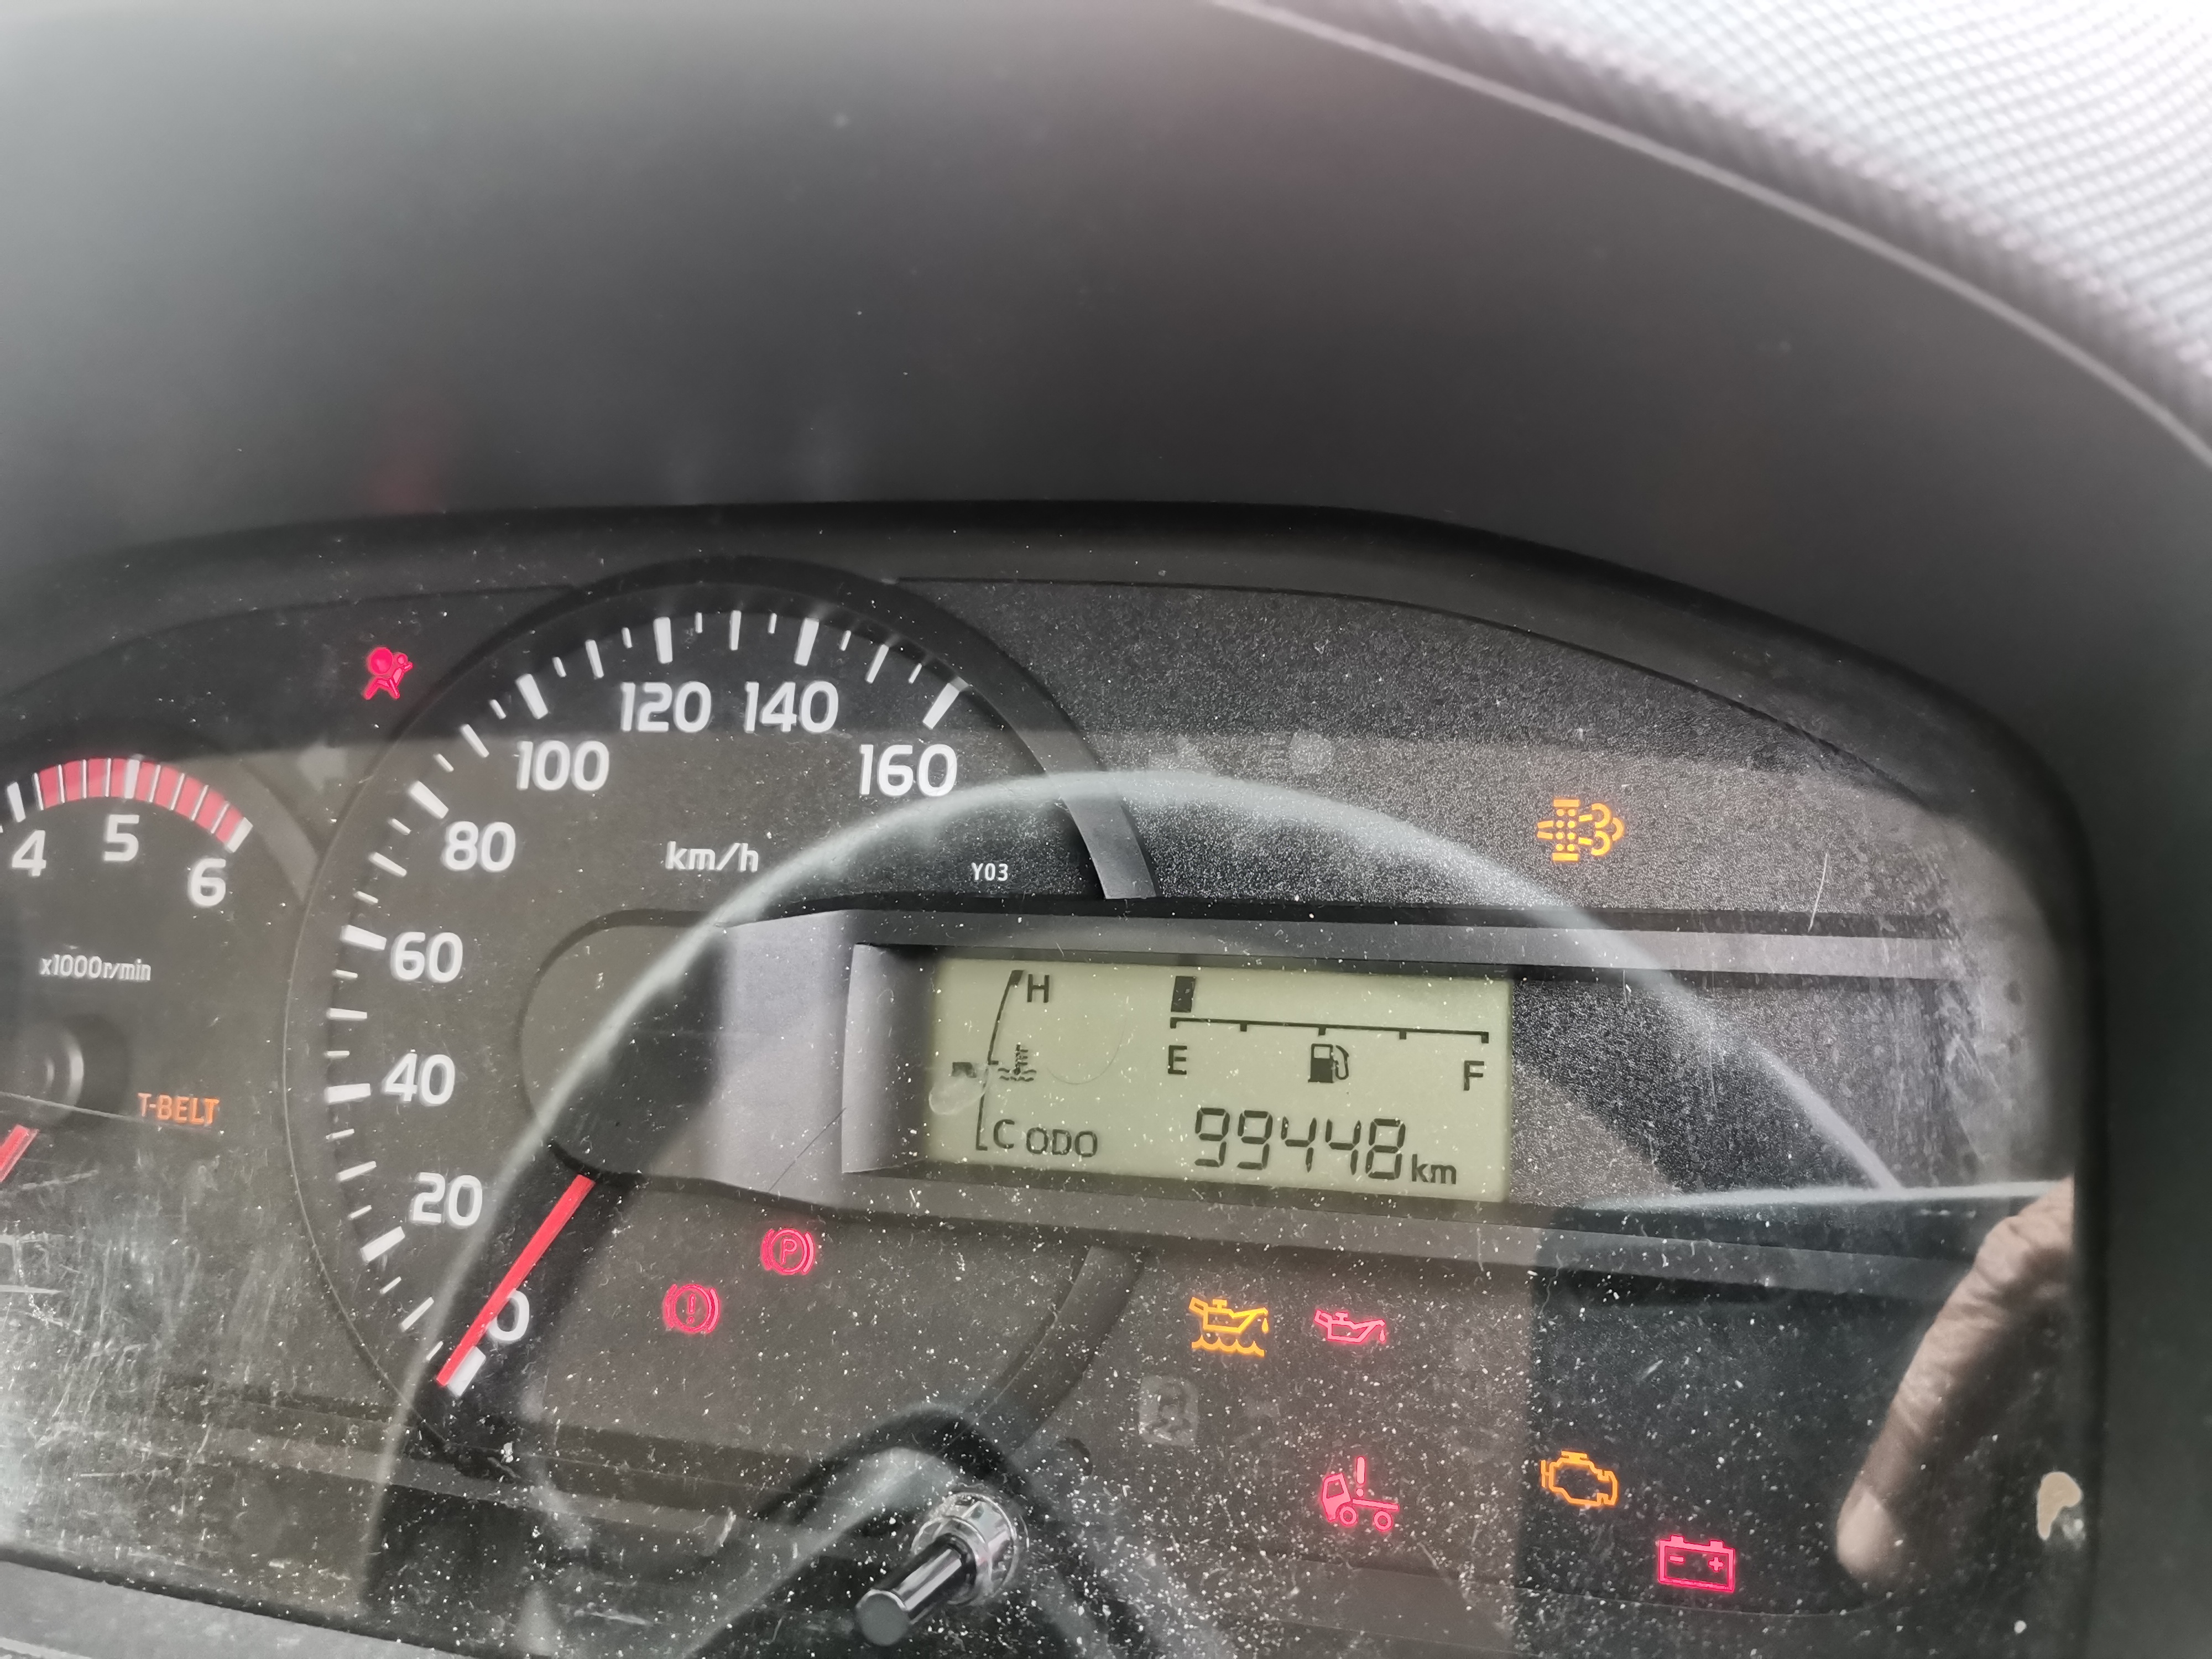 120 140
100 160
80 km/h Y03
4 5 6
60
x1000r/min
H
40 E F
T-BELT
C ODO 99448 km
20
P
0